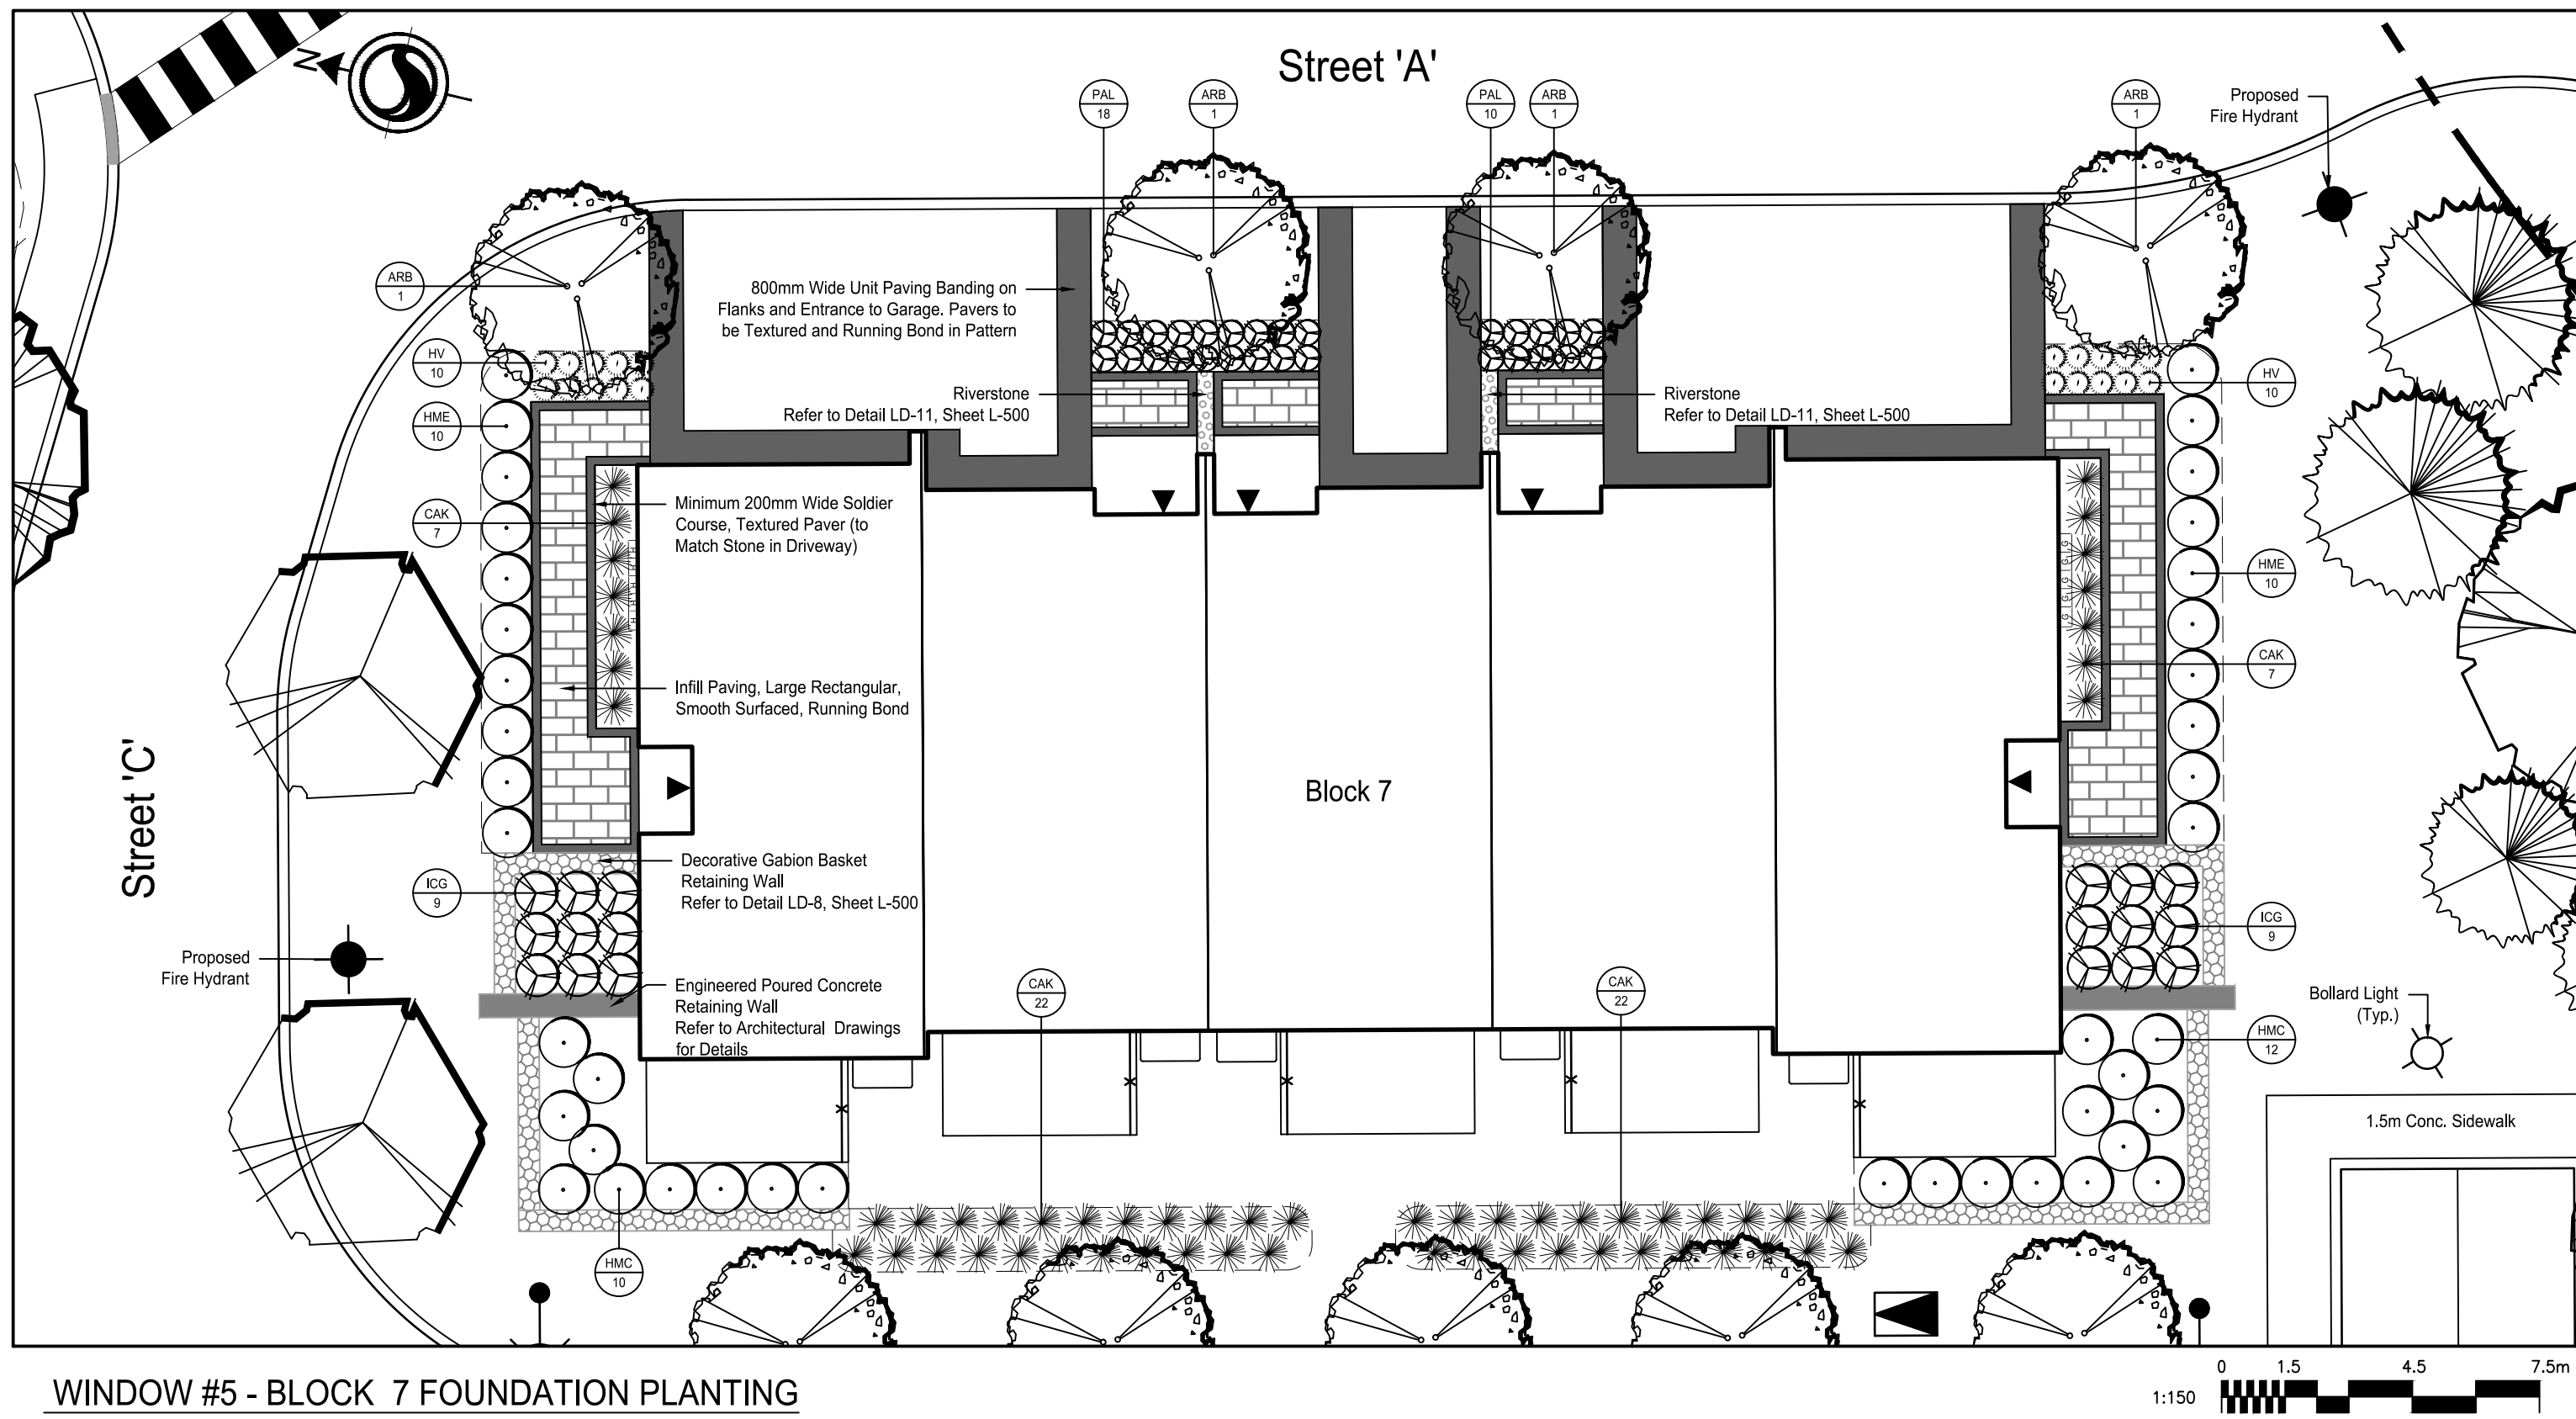 Street 'A'
N
PAL
18
ARB
1
PAL
10
ARB
1
ARB
1
Proposed
Fire Hydrant
ARB
1
800mm Wide Unit Paving Banding on
Flanks and Entrance to Garage. Pavers to
be Textured and Running Bond in Pattern
HV
10
HV
10
Riverstone
Refer to Detail LD-11, Sheet L-500
Riverstone
Refer to Detail LD-11, Sheet L-500
HME
10
CAK
7
Minimum 200mm Wide Soldier
Course, Textured Paver (to
Match Stone in Driveway)
HME
10
H H H H H
G G G G G
CAK
7
Infill Paving, Large Rectangular,
Smooth Surfaced, Running Bond
Street 'C'
Block 7
Decorative Gabion Basket
Retaining Wall
Refer to Detail LD-8, Sheet L-500
ICG
9
ICG
9
Proposed
Fire Hydrant
Engineered Poured Concrete
Retaining Wall
Refer to Architectural Drawings
for Details
CAK
22
CAK
22
Bollard Light
(Typ.)
HMC
12
1.5m Conc. Sidewalk
HMC
10
WINDOW #5 - BLOCK 7 FOUNDATION PLANTING
1:150
0 1.5 4.5 7.5m